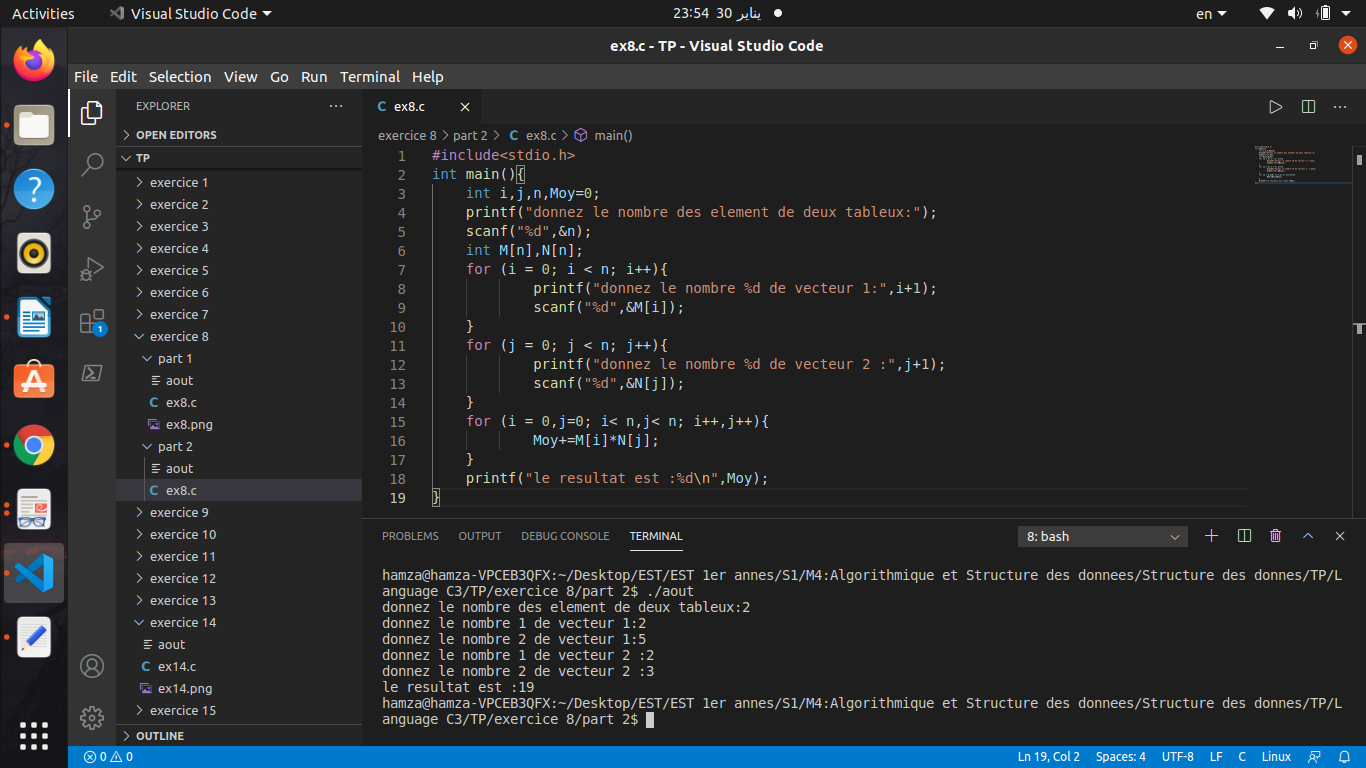 Activities Visual Studio Code 23:54 30 يناير en
ex8.c - TP - Visual Studio Code
File Edit Selection View Go Run Terminal Help
EXPLORER ···
OPEN EDITORS
TP
exercice 1
exercice 2
exercice 3
exercice 4
exercice 5
exercice 6
exercice 7
exercice 8
part 1
aout
C ex8.c
ex8.png
part 2
aout
C ex8.c
exercice 9
exercice 10
exercice 11
exercice 12
exercice 13
exercice 14
aout
C ex14.c
ex14.png
exercice 15
OUTLINE
1
C ex8.c
exercice 8 > part 2 > C ex8.c > main()
1 #include<stdio.h>
2 int main(){
3 int i,j,n,Moy=0;
4 printf("donnez le nombre des element de deux tableux:");
5 scanf("%d",&n);
6 int M[n],N[n];
7 for (i = 0; i < n; i++){
8 printf("donnez le nombre %d de vecteur 1:",i+1);
9 scanf("%d",&M[i]);
10 }
11 for (j = 0; j < n; j++){
12 printf("donnez le nombre %d de vecteur 2 :",j+1);
13 scanf("%d",&N[j]);
14 }
15 for (i = 0,j=0; i< n,j< n; i++,j++){
16 Moy+=M[i]*N[j];
17 }
18 printf("le resultat est :%d\n",Moy);
19 }
PROBLEMS OUTPUT DEBUG CONSOLE TERMINAL 8: bash
hamza@hamza-VPCEB3QFX:~/Desktop/EST/EST 1er annes/S1/M4:Algorithmique et Structure des donnees/Structure des donnes/TP/L
anguage C3/TP/exercice 8/part 2$ ./aout
donnez le nombre des element de deux tableux:2
donnez le nombre 1 de vecteur 1:2
donnez le nombre 2 de vecteur 1:5
donnez le nombre 1 de vecteur 2 :2
donnez le nombre 2 de vecteur 2 :3
le resultat est :19
hamza@hamza-VPCEB3QFX:~/Desktop/EST/EST 1er annes/S1/M4:Algorithmique et Structure des donnees/Structure des donnes/TP/L
anguage C3/TP/exercice 8/part 2$
0 0 Ln 19, Col 2 Spaces: 4 UTF-8 LF C Linux